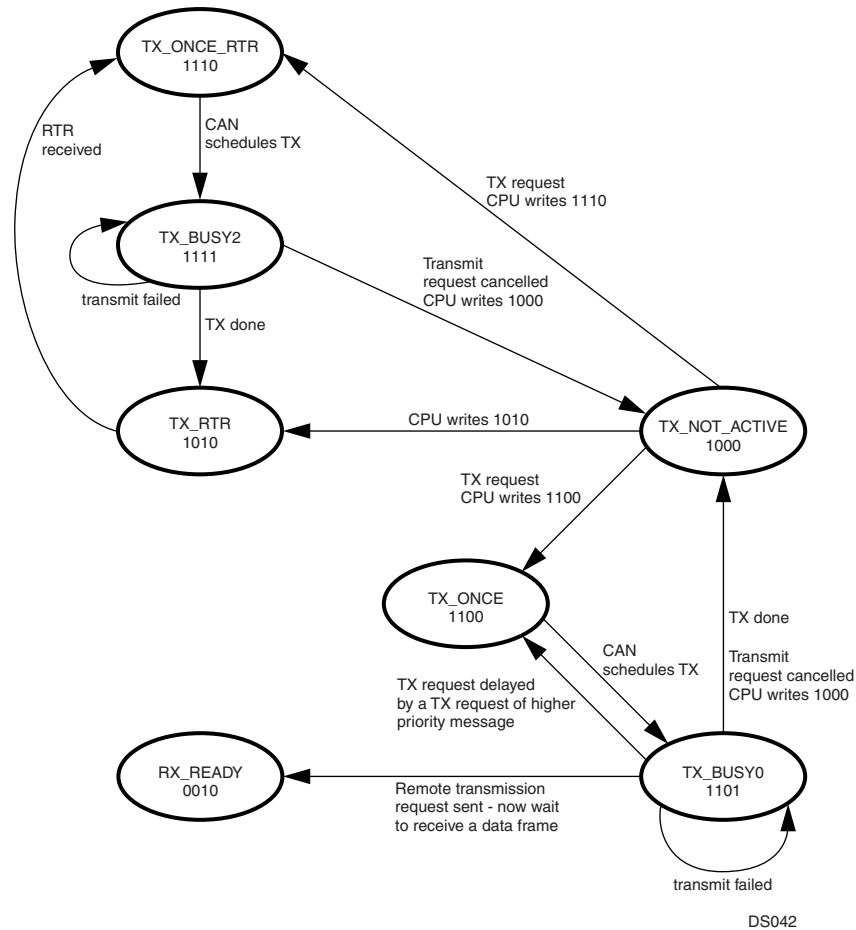 TX_ONCE_RTR
1110
RTR
received
CAN
schedules TX
TX request
CPU writes 1110
TX_BUSY2
1111
Transmit
request cancelled
CPU writes 1000
transmit failed
TX done
TX_RTR
1010
CPU writes 1010
TX_NOT_ACTIVE
1000
TX request
CPU writes 1100
TX_ONCE
1100
CAN
schedules TX
TX done
Transmit
request cancelled
CPU writes 1000
TX request delayed
by a TX request of higher
priority message
RX_READY
0010
Remote transmission
request sent - now wait
to receive a data frame
TX_BUSY0
1101
transmit failed
DS042